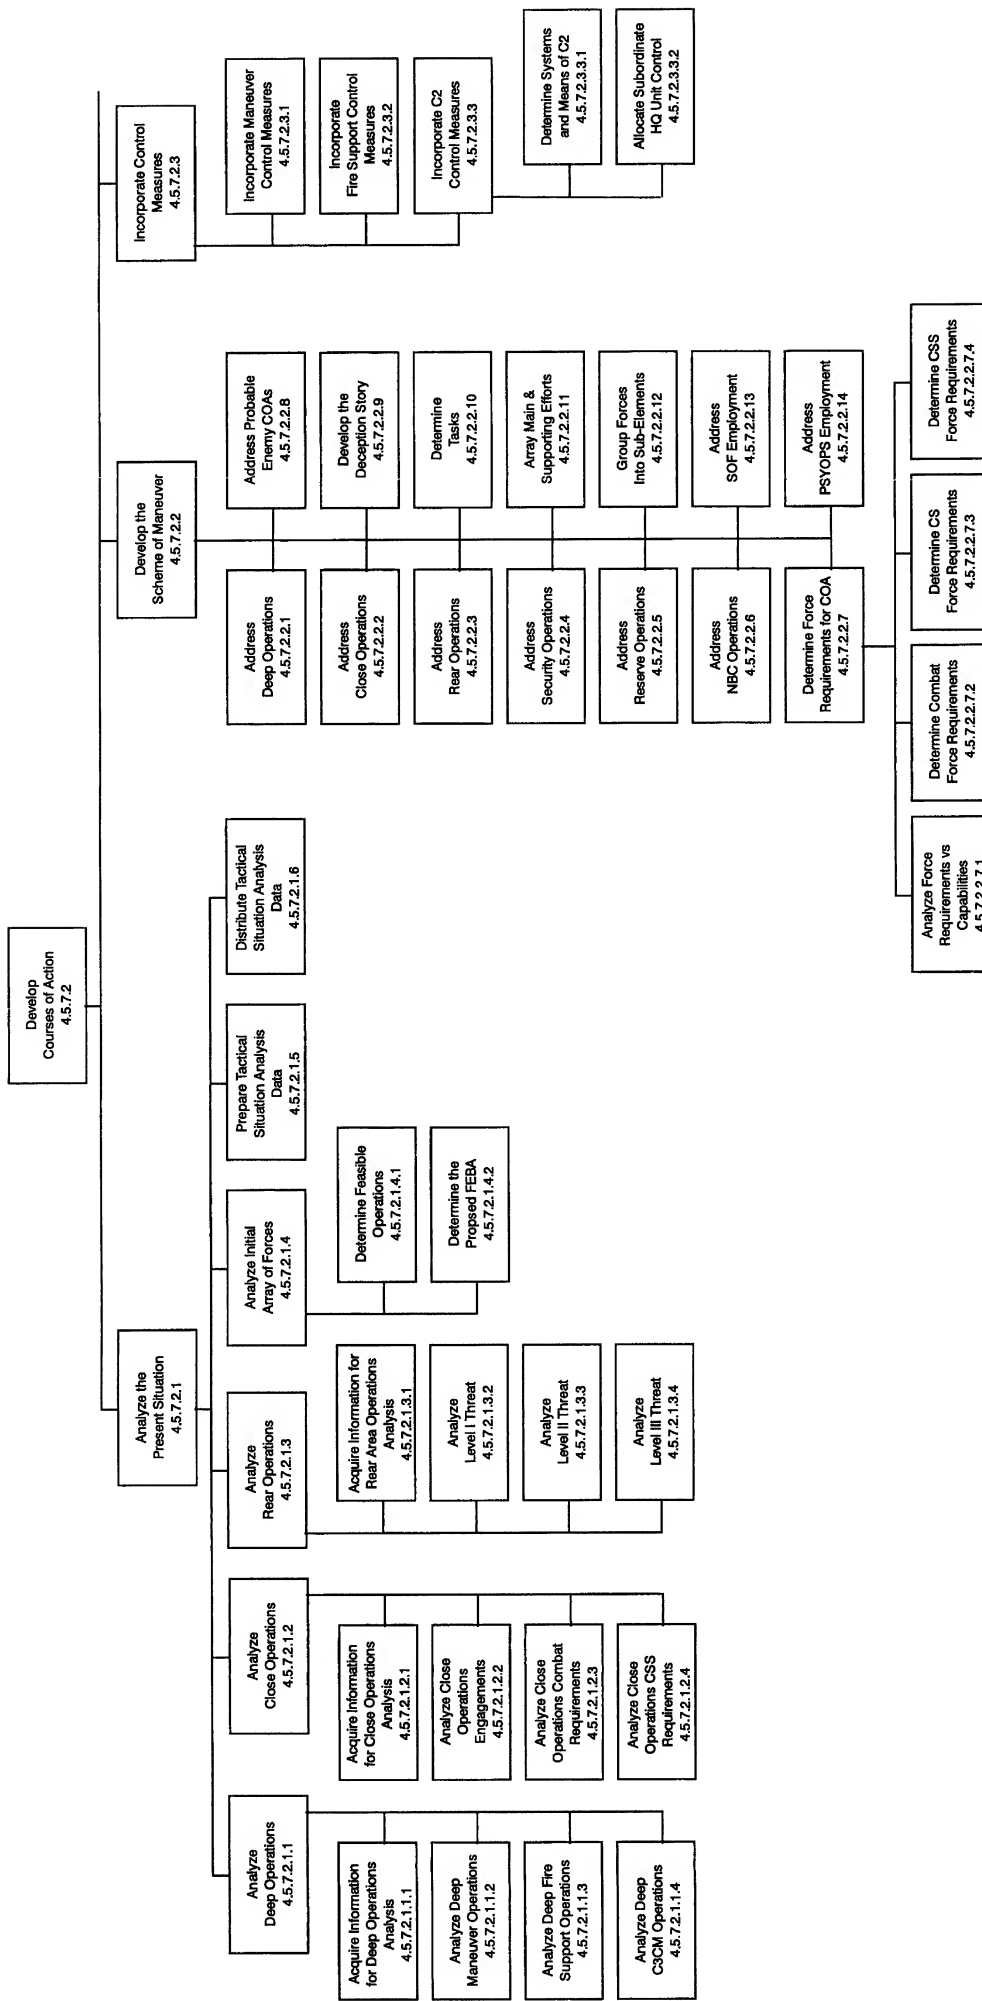 Develop
Courses of Action
4.5.7.2
Analyze the
Present Situation
4.5.7.2.1
Develop the
Scheme of Maneuver
4.5.7.2.2
Incorporate Control
Measures
4.5.7.2.3
Analyze
Deep Operations
4.5.7.2.1.1
Analyze
Close Operations
4.5.7.2.1.2
Analyze
Rear Operations
4.5.7.2.1.3
Analyze Initial
Array of Forces
4.5.7.2.1.4
Prepare Tactical
Situation Analysis
Data
4.5.7.2.1.5
Distribute Tactical
Situation Analysis
Data
4.5.7.2.1.6
Acquire Information
for Deep Operations
Analysis
4.5.7.2.1.1.1
Analyze Deep
Maneuver Operations
4.5.7.2.1.1.2
Analyze Deep Fire
Support Operations
4.5.7.2.1.1.3
Analyze Deep
C3CM Operations
4.5.7.2.1.1.4
Acquire Information
for Close Operations
Analysis
4.5.7.2.1.2.1
Analyze Close
Operations
Engagements
4.5.7.2.1.2.2
Analyze Close
Operations Combat
Requirements
4.5.7.2.1.2.3
Analyze Close
Operations CSS
Requirements
4.5.7.2.1.2.4
Acquire Information for
Rear Area Operations
Analysis
4.5.7.2.1.3.1
Analyze
Level I Threat
4.5.7.2.1.3.2
Analyze
Level II Threat
4.5.7.2.1.3.3
Analyze
Level III Threat
4.5.7.2.1.3.4
Determine Feasible
Operations
4.5.7.2.1.4.1
Determine the
Propsed FEBA
4.5.7.2.1.4.2
Address
Deep Operations
4.5.7.2.2.1
Address
Close Operations
4.5.7.2.2.2
Address
Rear Operations
4.5.7.2.2.3
Address
Security Operations
4.5.7.2.2.4
Address
Reserve Operations
4.5.7.2.2.5
Address
NBC Operations
4.5.7.2.2.6
Determine Force
Requirements for COA
4.5.7.2.2.7
Address Probable
Enemy COAs
4.5.7.2.2.8
Develop the
Deception Story
4.5.7.2.2.9
Determine
Tasks
4.5.7.2.2.10
Array Main &
Supporting Efforts
4.5.7.2.2.11
Group Forces
Into Sub-Elements
4.5.7.2.2.12
Address
SOF Employment
4.5.7.2.2.13
Address
PSYOPS Employment
4.5.7.2.2.14
Analyze Force
Requirements vs
Capabilities
4.5.7.2.2.7.1
Determine Combat
Force Requirements
4.5.7.2.2.7.2
Determine CS
Force Requirements
4.5.7.2.2.7.3
Determine CSS
Force Requirements
4.5.7.2.2.7.4
Incorporate Maneuver
Control Measures
4.5.7.2.3.1
Incorporate
Fire Support Control
Measures
4.5.7.2.3.2
Incorporate C2
Control Measures
4.5.7.2.3.3
Determine Systems
and Means of C2
4.5.7.2.3.3.1
Allocate Subordinate
HQ Unit Control
4.5.7.2.3.3.2